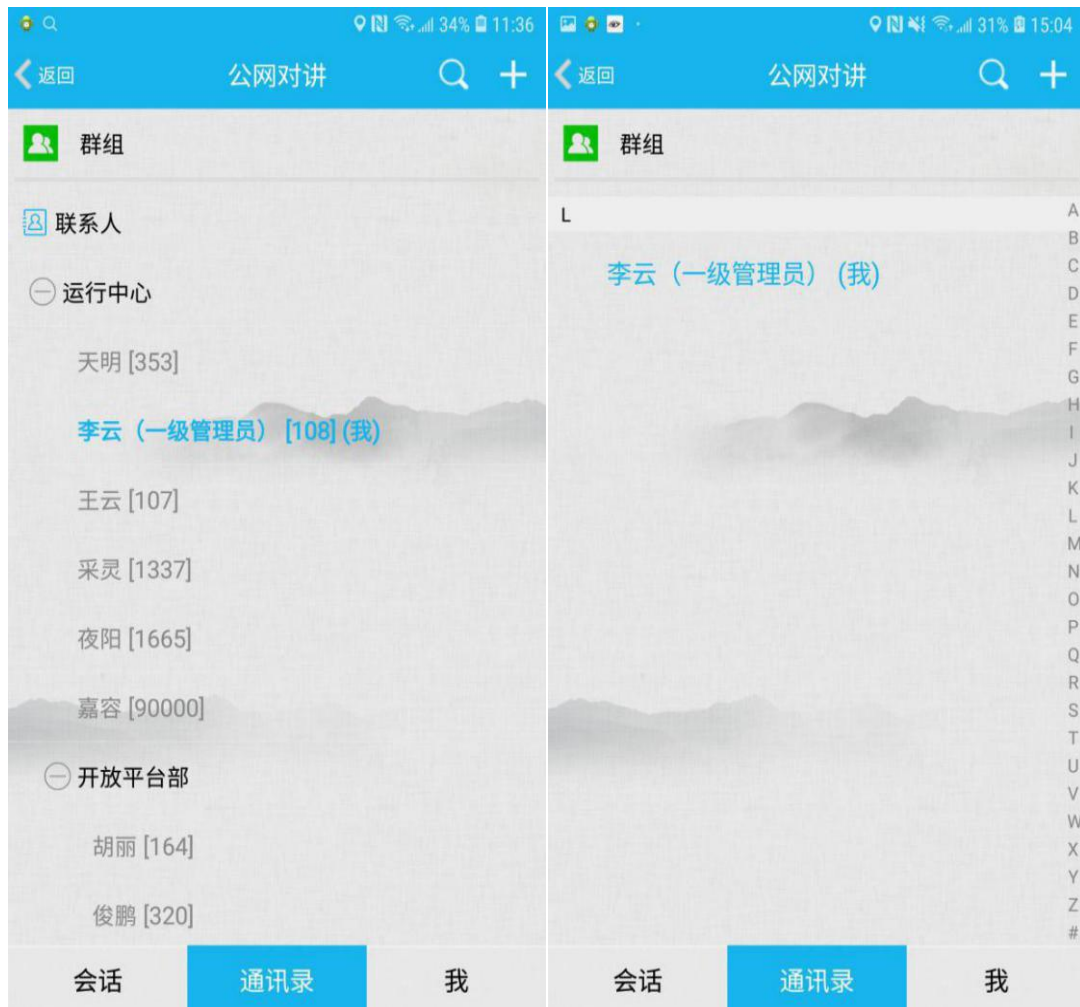 34% 11:36
返回
公网对讲
群组
联系人
运行中心
天明 [353]
李云（一级管理员） [108] (我)
王云 [107]
采灵 [1337]
夜阳 [1665]
嘉容 [90000]
开放平台部
胡丽 [164]
俊鹏 [320]
会话
通讯录
我
31% 15:04
返回
公网对讲
群组
L
李云（一级管理员） (我)
A
B
C
D
E
F
G
H
I
J
K
L
M
N
O
P
Q
R
S
T
U
V
W
X
Y
Z
#
会话
通讯录
我